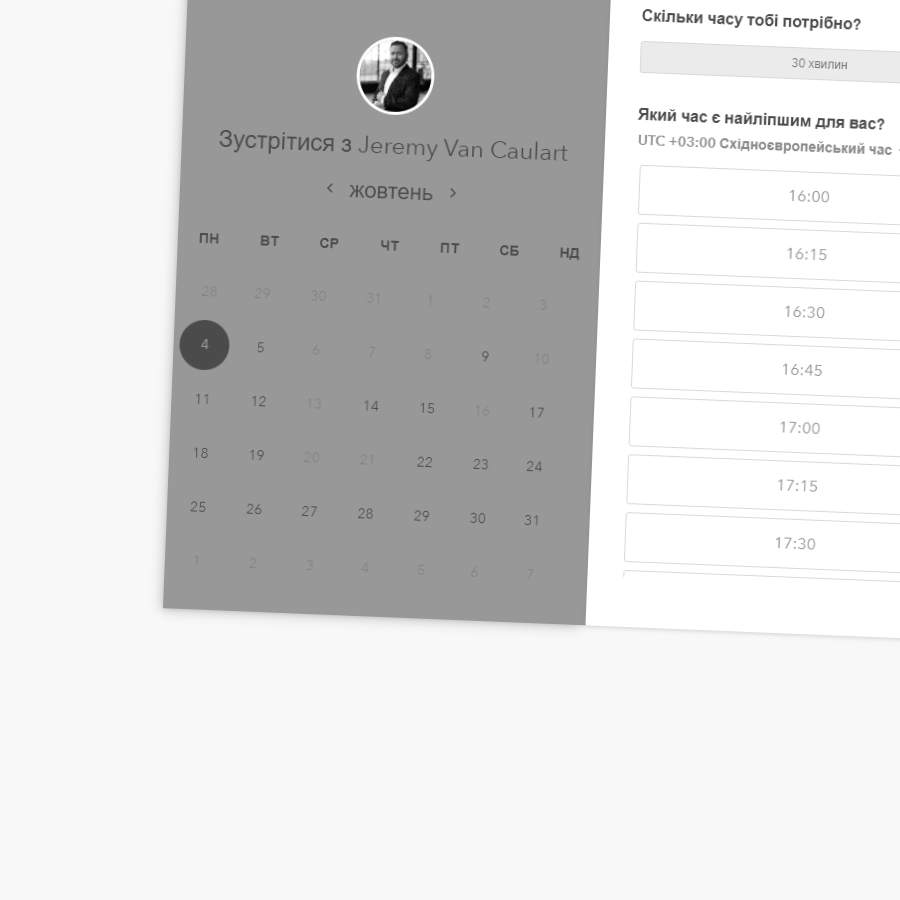 Зустрітися з Jeremy Van Caulart
‹ жовтень ›
ПН ВТ СР ЧТ ПТ СБ НД
28 29 30 31 1 2 3
4 5 6 7 8 9 10
11 12 13 14 15 16 17
18 19 20 21 22 23 24
25 26 27 28 29 30 31
1 2 3 4 5 6 7
Скільки часу тобі потрібно?
30 хвилин
Який час є найліпшим для вас?
UTC +03:00 Східноєвропейський час
16:00
16:15
16:30
16:45
17:00
17:15
17:30